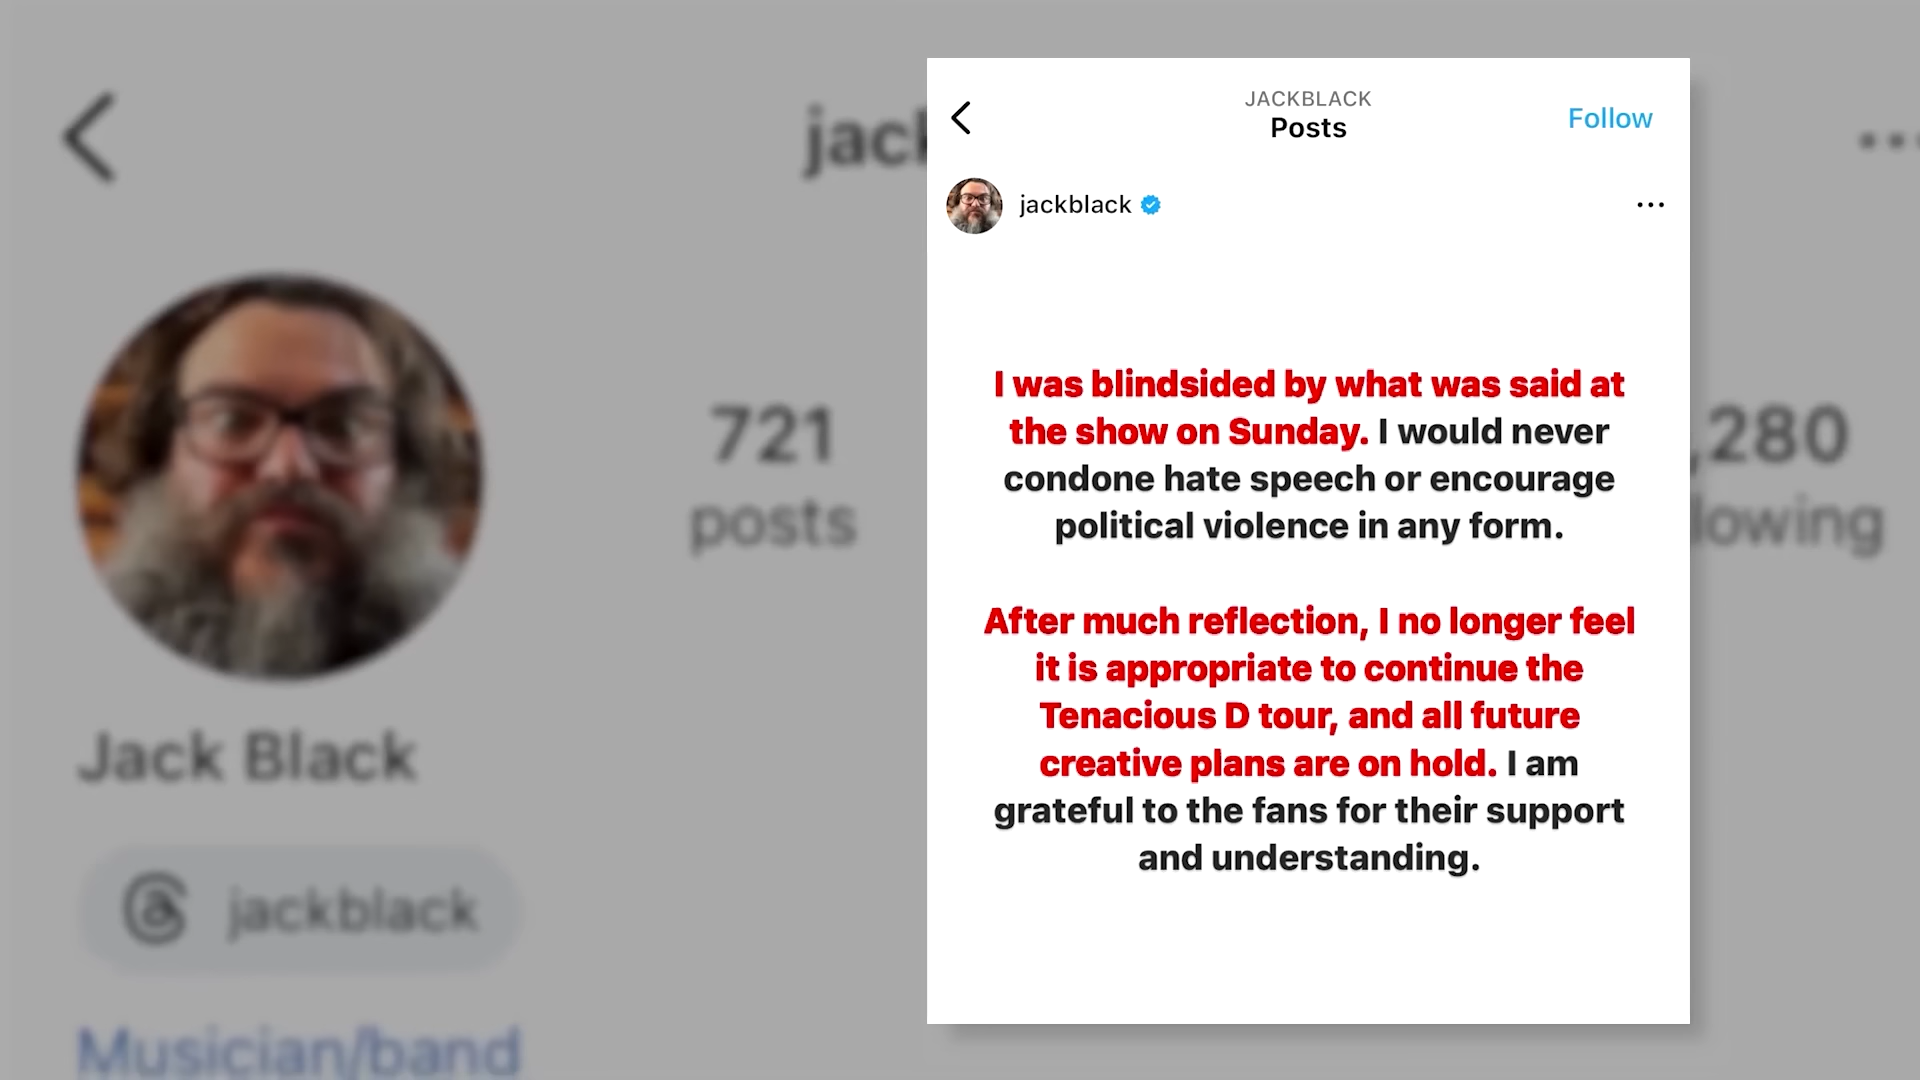 jack
721
posts
,280
lowing
Jack Black
jackblack
Musician/band
JACKBLACK
Posts
Follow
jackblack
I was blindsided by what was said at
the show on Sunday. I would never
condone hate speech or encourage
political violence in any form.
After much reflection, I no longer feel
it is appropriate to continue the
Tenacious D tour, and all future
creative plans are on hold. I am
grateful to the fans for their support
and understanding.